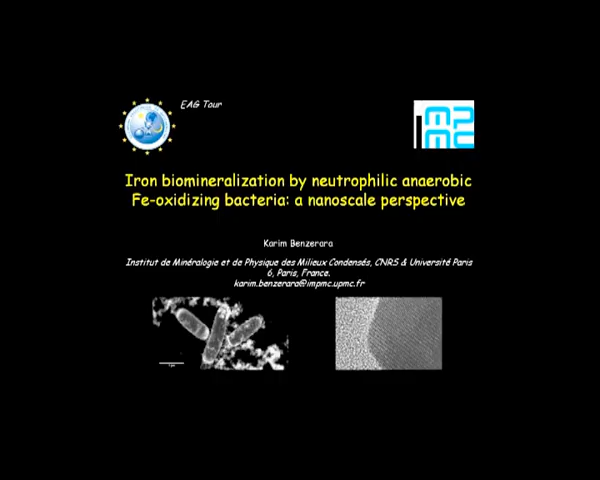 EAG Tour
IMPMC
Iron biomineralization by neutrophilic anaerobic
Fe-oxidizing bacteria: a nanoscale perspective
Karim Benzerara
Institut de Minéralogie et de Physique des Milieux Condensés, CNRS & Université Paris
6, Paris, France.
karim.benzerara@impmc.upmc.fr